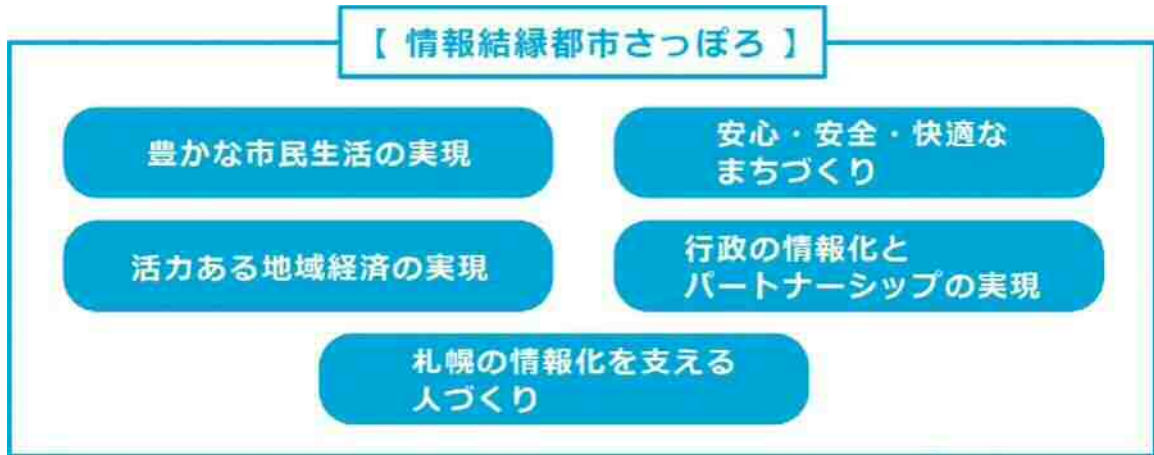 【 情報結縁都市さっぽろ 】
豊かな市民生活の実現
安心・安全・快適な
まちづくり
活力ある地域経済の実現
行政の情報化と
パートナーシップの実現
札幌の情報化を支える
人づくり